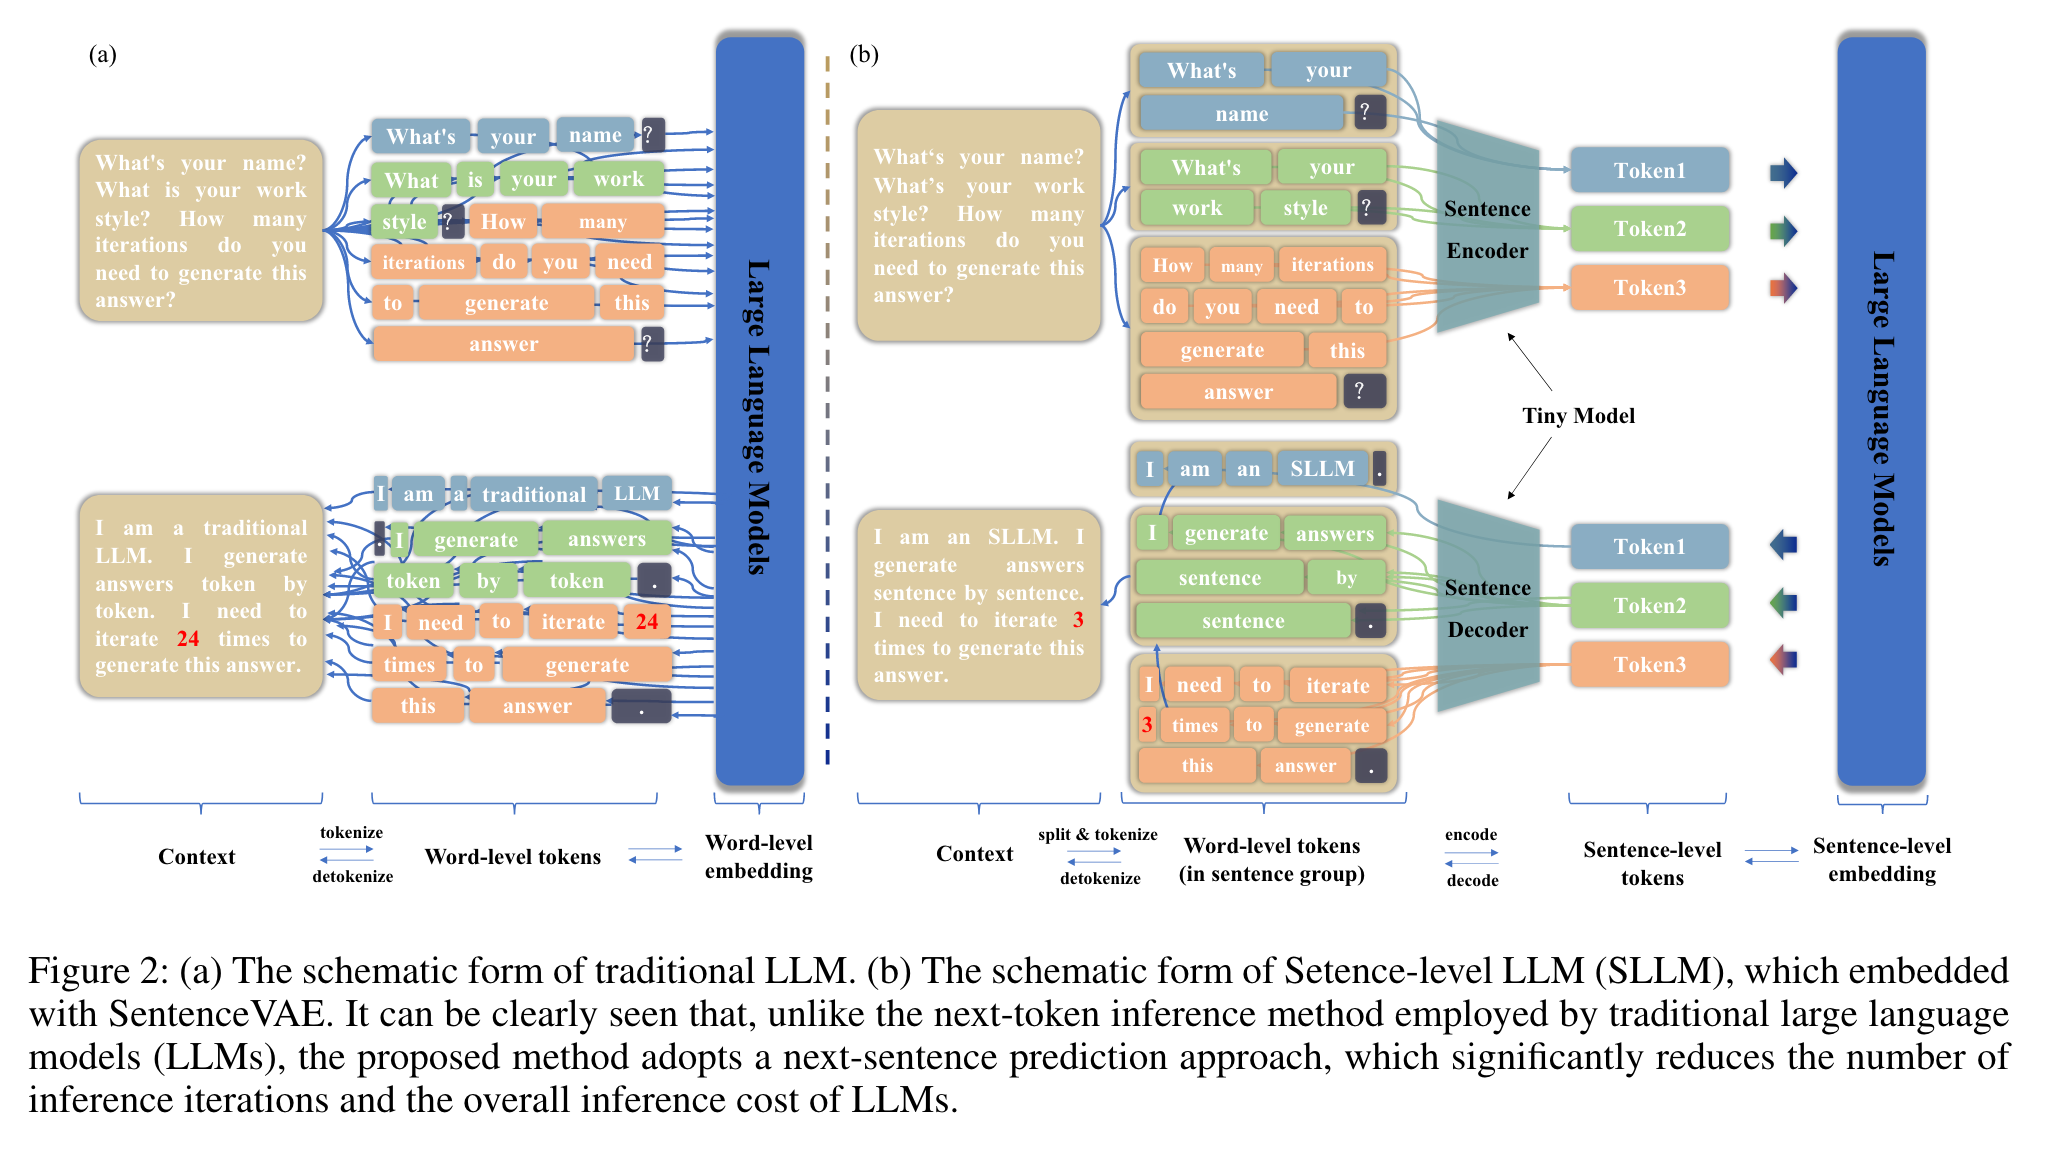 (a)
What's your name?
What is your work
style? How many
iterations do you
need to generate this
answer?
What's your name ?
What is your work
style ? How many
iterations do you need
to generate this
answer ?
I am a traditional
LLM. I generate
answers token by
token. I need to
iterate 24 times to
generate this answer.
I am a traditional LLM
. I generate answers
token by token .
I need to iterate 24
times to generate
this answer .
Large Language Models
Context
tokenize
detokenize
Word-level tokens
Word-level
embedding
(b)
What‘s your name?
What’s your work
style? How many
iterations do you
need to generate this
answer?
What's your
name ?
What's your
work style ?
How many iterations
do you need to
generate this
answer ?
Sentence
Encoder
Token1
Token2
Token3
Tiny Model
I am an SLLM. I
generate answers
sentence by sentence.
I need to iterate 3
times to generate this
answer.
I am an SLLM .
I generate answers
sentence by
sentence .
I need to iterate
3 times to generate
this answer .
Sentence
Decoder
Token1
Token2
Token3
Large Language Models
Context
split & tokenize
detokenize
Word-level tokens
(in sentence group)
encode
decode
Sentence-level
tokens
Sentence-level
embedding
Figure 2: (a) The schematic form of traditional LLM. (b) The schematic form of Setence-level LLM (SLLM), which embedded
with SentenceVAE. It can be clearly seen that, unlike the next-token inference method employed by traditional large language
models (LLMs), the proposed method adopts a next-sentence prediction approach, which significantly reduces the number of
inference iterations and the overall inference cost of LLMs.